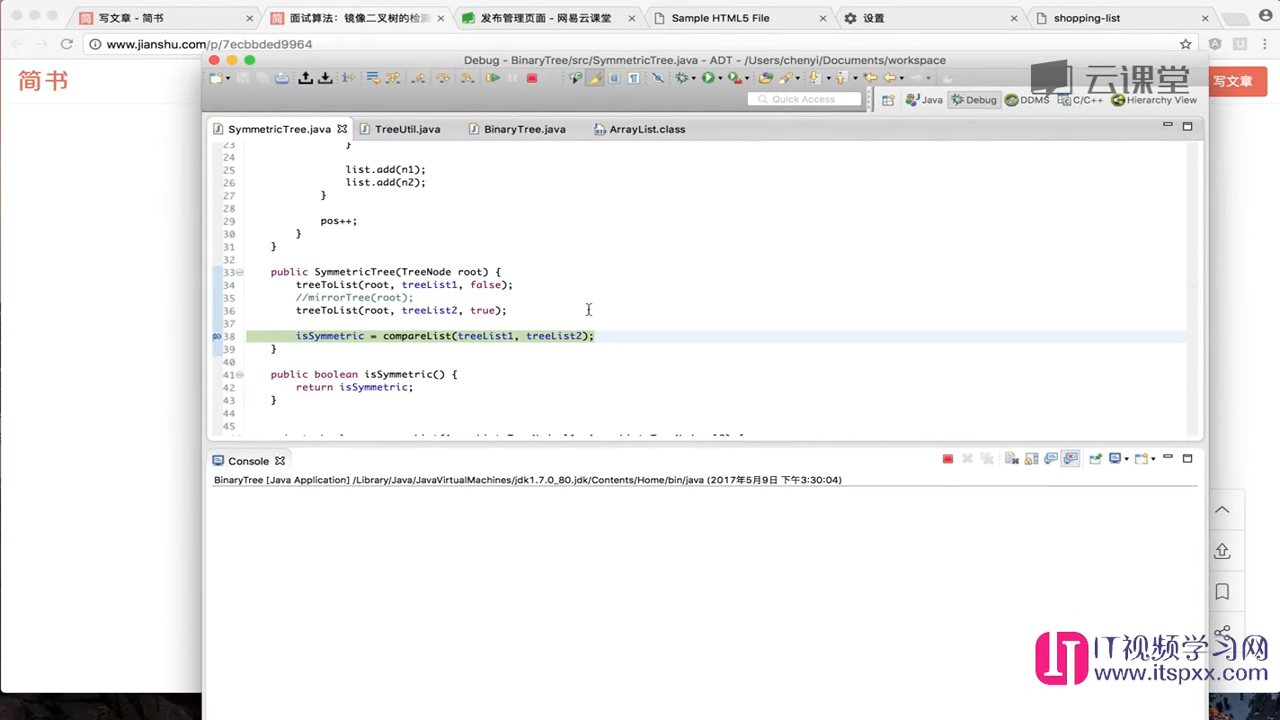 写文章 - 简书
面试算法：镜像二叉树的检测
发布管理页面 - 网易云课堂
Sample HTML5 File
设置
shopping-list
www.jianshu.com/p/7ecbbded9964
简书
写文章
Debug - BinaryTree/src/SymmetricTree.java - ADT - /Users/chenyi/Documents/workspace
云课堂
Quick Access
Java
Debug
DDMS
C/C++
Hierarchy View
SymmetricTree.java
TreeUtil.java
BinaryTree.java
ArrayList.class
23 }
24
25 list.add(n1);
26 list.add(n2);
27 }
28
29 pos++;
30 }
31 }
32
33 public SymmetricTree(TreeNode root) {
34 treeToList(root, treeList1, false);
35 //mirrorTree(root);
36 treeToList(root, treeList2, true);
37
38 isSymmetric = compareList(treeList1, treeList2);
39 }
40
41 public boolean isSymmetric() {
42 return isSymmetric;
43 }
44
45
Console
BinaryTree [Java Application] /Library/Java/JavaVirtualMachines/jdk1.7.0_80.jdk/Contents/Home/bin/java (2017年5月9日 下午3:30:04)
IT IT视频学习网
www.itspxx.com